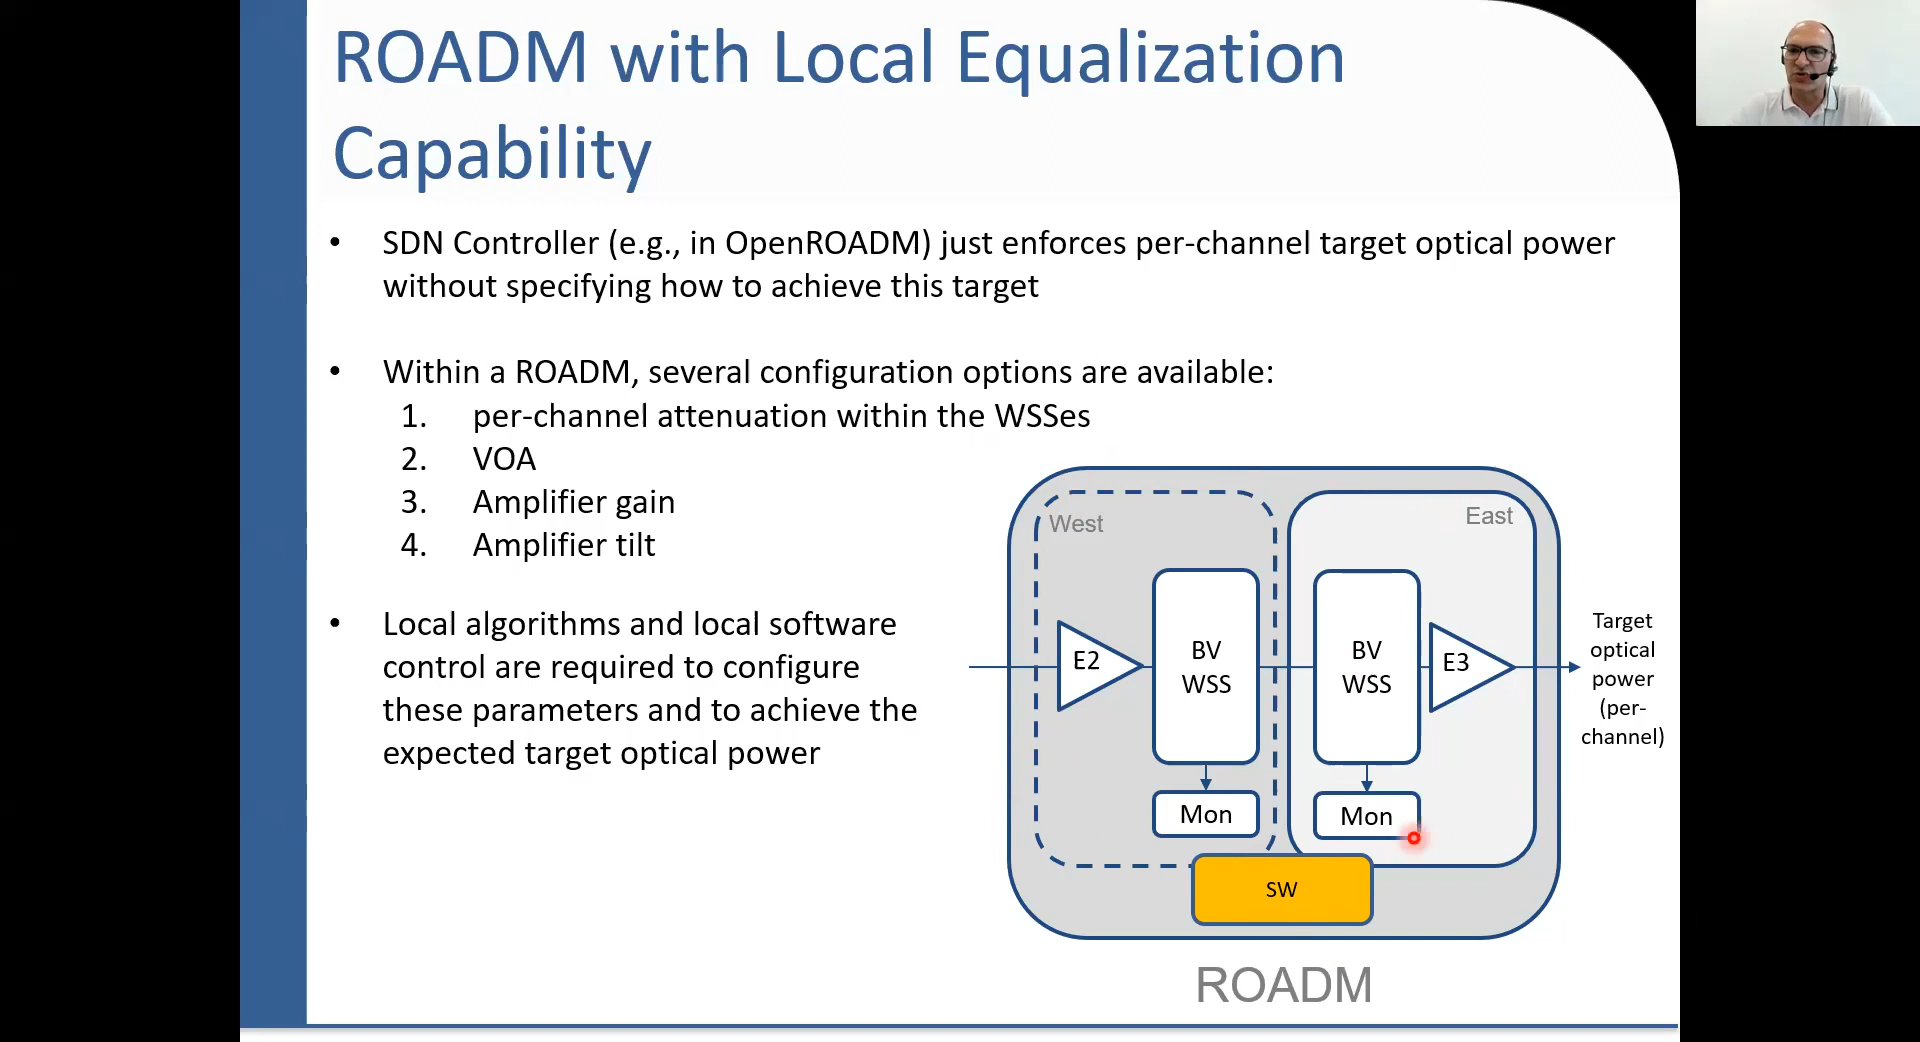 ROADM with Local Equalization
Capability
• SDN Controller (e.g., in OpenROADM) just enforces per-channel target optical power
without specifying how to achieve this target
• Within a ROADM, several configuration options are available:
1. per-channel attenuation within the WSSes
2. VOA
3. Amplifier gain
4. Amplifier tilt
• Local algorithms and local software
control are required to configure
these parameters and to achieve the
expected target optical power
West
East
E2
BV
WSS
BV
WSS
E3
Mon
Mon
SW
Target
optical
power
(per-
channel)
ROADM